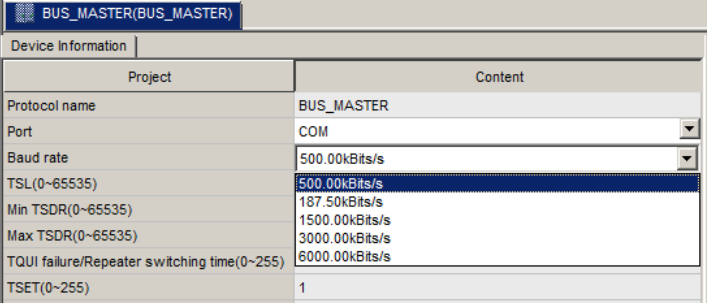 BUS_MASTER(BUS_MASTER)
Device Information
Project Content
Protocol name BUS_MASTER
Port COM
Baud rate 500.00kBits/s
TSL(0~65535) 500.00kBits/s
187.50kBits/s
Min TSDR(0~65535) 1500.00kBits/s
Max TSDR(0~65535) 3000.00kBits/s
TQUI failure/Repeater switching time(0~255) 6000.00kBits/s
TSET(0~255) 1